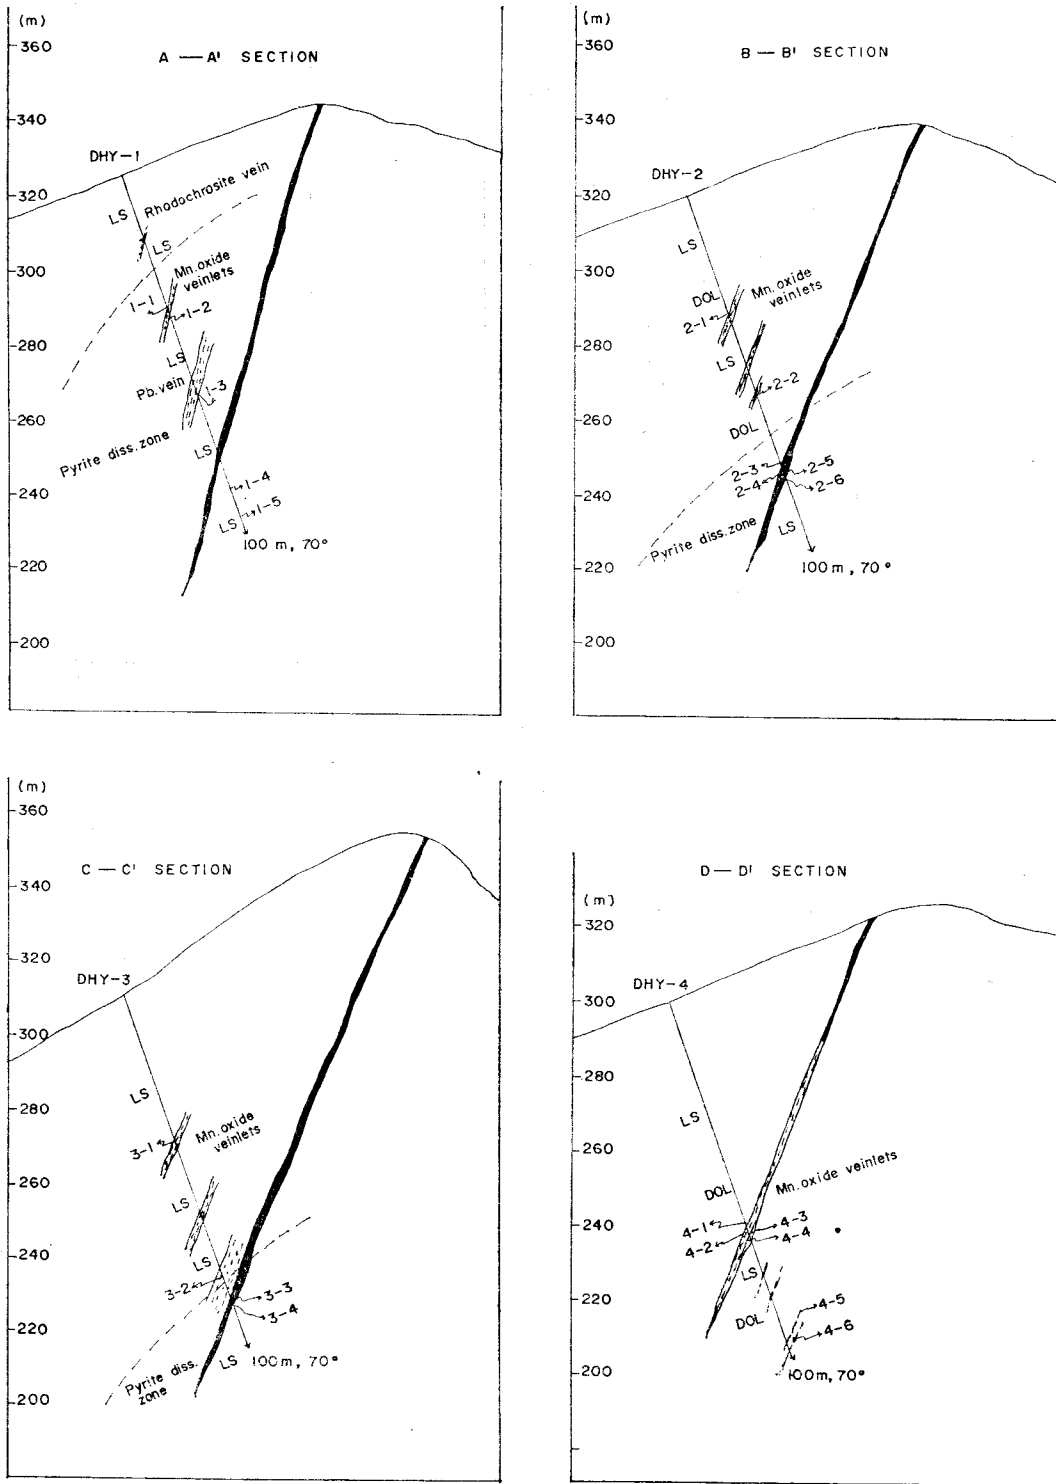 (m)
360
340
320
300
280
260
240
220
200
A — A' SECTION
DHY-1
LS
Rhodochrosite vein
LS
Mn. oxide
veinlets
1-1
1-2
LS
Pb. vein
1-3
Pyrite diss. zone
LS
1-4
LS
1-5
100 m, 70°
(m)
360
340
320
300
280
260
240
220
200
B — B' SECTION
DHY-2
LS
DOL
Mn. oxide
veinlets
2-1
LS
2-2
DOL
2-3
2-5
2-4
2-6
Pyrite diss. zone
LS
100 m, 70°
(m)
360
340
320
300
280
260
240
220
200
C — C' SECTION
DHY-3
LS
Mn. oxide
veinlets
3-1
LS
LS
3-2
3-3
3-4
LS
100 m, 70°
Pyrite diss.
zone
(m)
320
300
280
260
240
220
200
D — D' SECTION
DHY-4
LS
DOL
Mn. oxide veinlets
4-1
4-3
4-2
4-4
LS
DOL
4-5
4-6
100 m, 70°